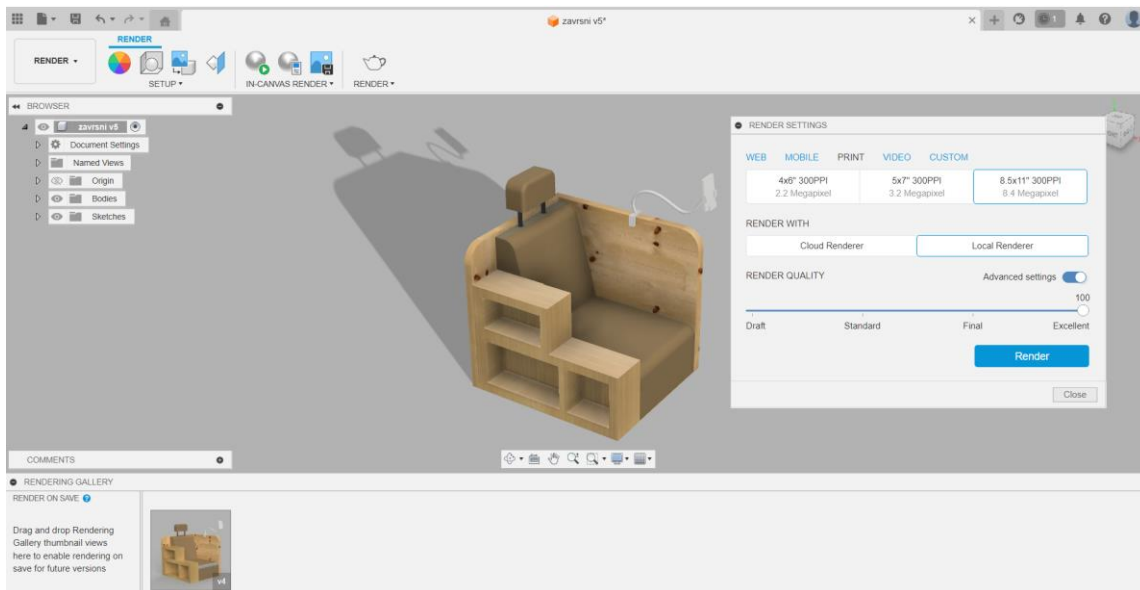 zavrsni v5*
1
RENDER
RENDER
SETUP
IN-CANVAS RENDER
RENDER
BROWSER
zavrsni v5
Document Settings
Named Views
Origin
Bodies
Sketches
RENDER SETTINGS
WEB MOBILE PRINT VIDEO CUSTOM
4x6" 300PPI 5x7" 300PPI 8.5x11" 300PPI
2.2 Megapixel 3.2 Megapixel 8.4 Megapixel
RENDER WITH
Cloud Renderer Local Renderer
RENDER QUALITY Advanced settings
100
Draft Standard Final Excellent
Render
Close
COMMENTS
RENDERING GALLERY
RENDER ON SAVE
Drag and drop Rendering
Gallery thumbnail views
here to enable rendering on
save for future versions
v4